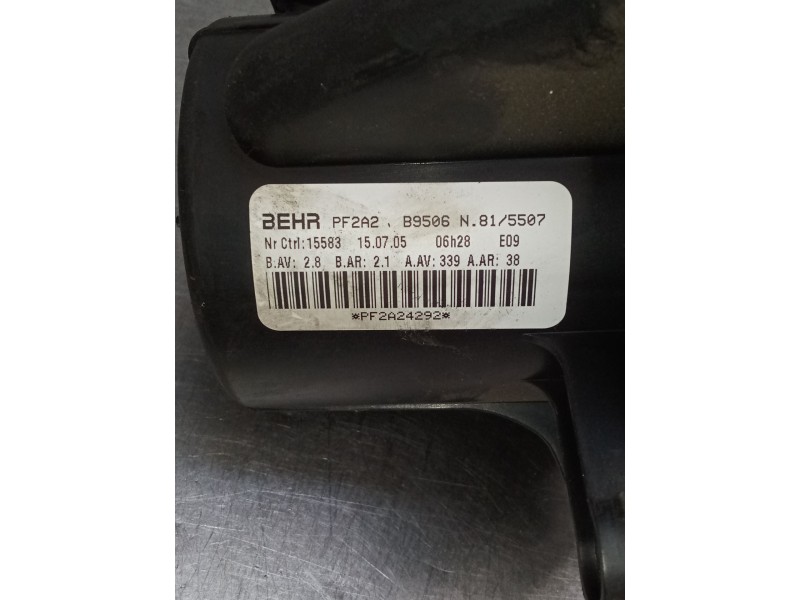 BEHR PF2A2 . B9506 N.81/5507
Nr Ctrl:15583 15.07.05 06h28 E09
B.AV: 2.8 B.AR: 2.1 A.AV:339 A.AR: 38
*PF2A24292*